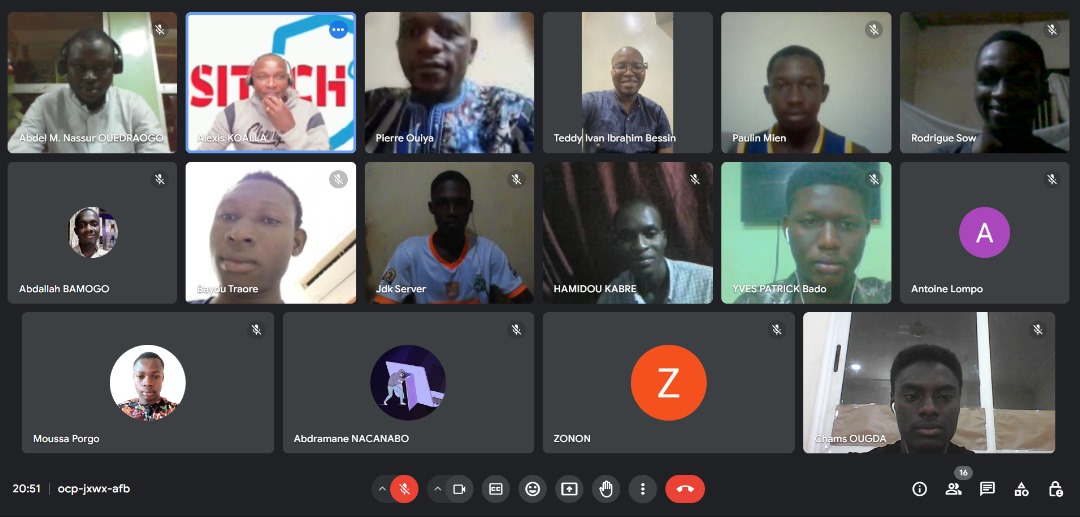 SITECH
Abdel M. Nassur OUEDRAOGO
Alexis KOALLA
Pierre Ouiya
Teddy Ivan Ibrahim Bessin
Paulin Mien
Rodrigue Sow
Abdallah BAMOGO
Bayou Traore
Jdk Server
HAMIDOU KABRE
YVES PATRICK Bado
A
Antoine Lompo
Moussa Porgo
Abdramane NACANABO
Z
ZONON
Chams OUGDA
20:51 | ocp-jxwx-afb
CC
16